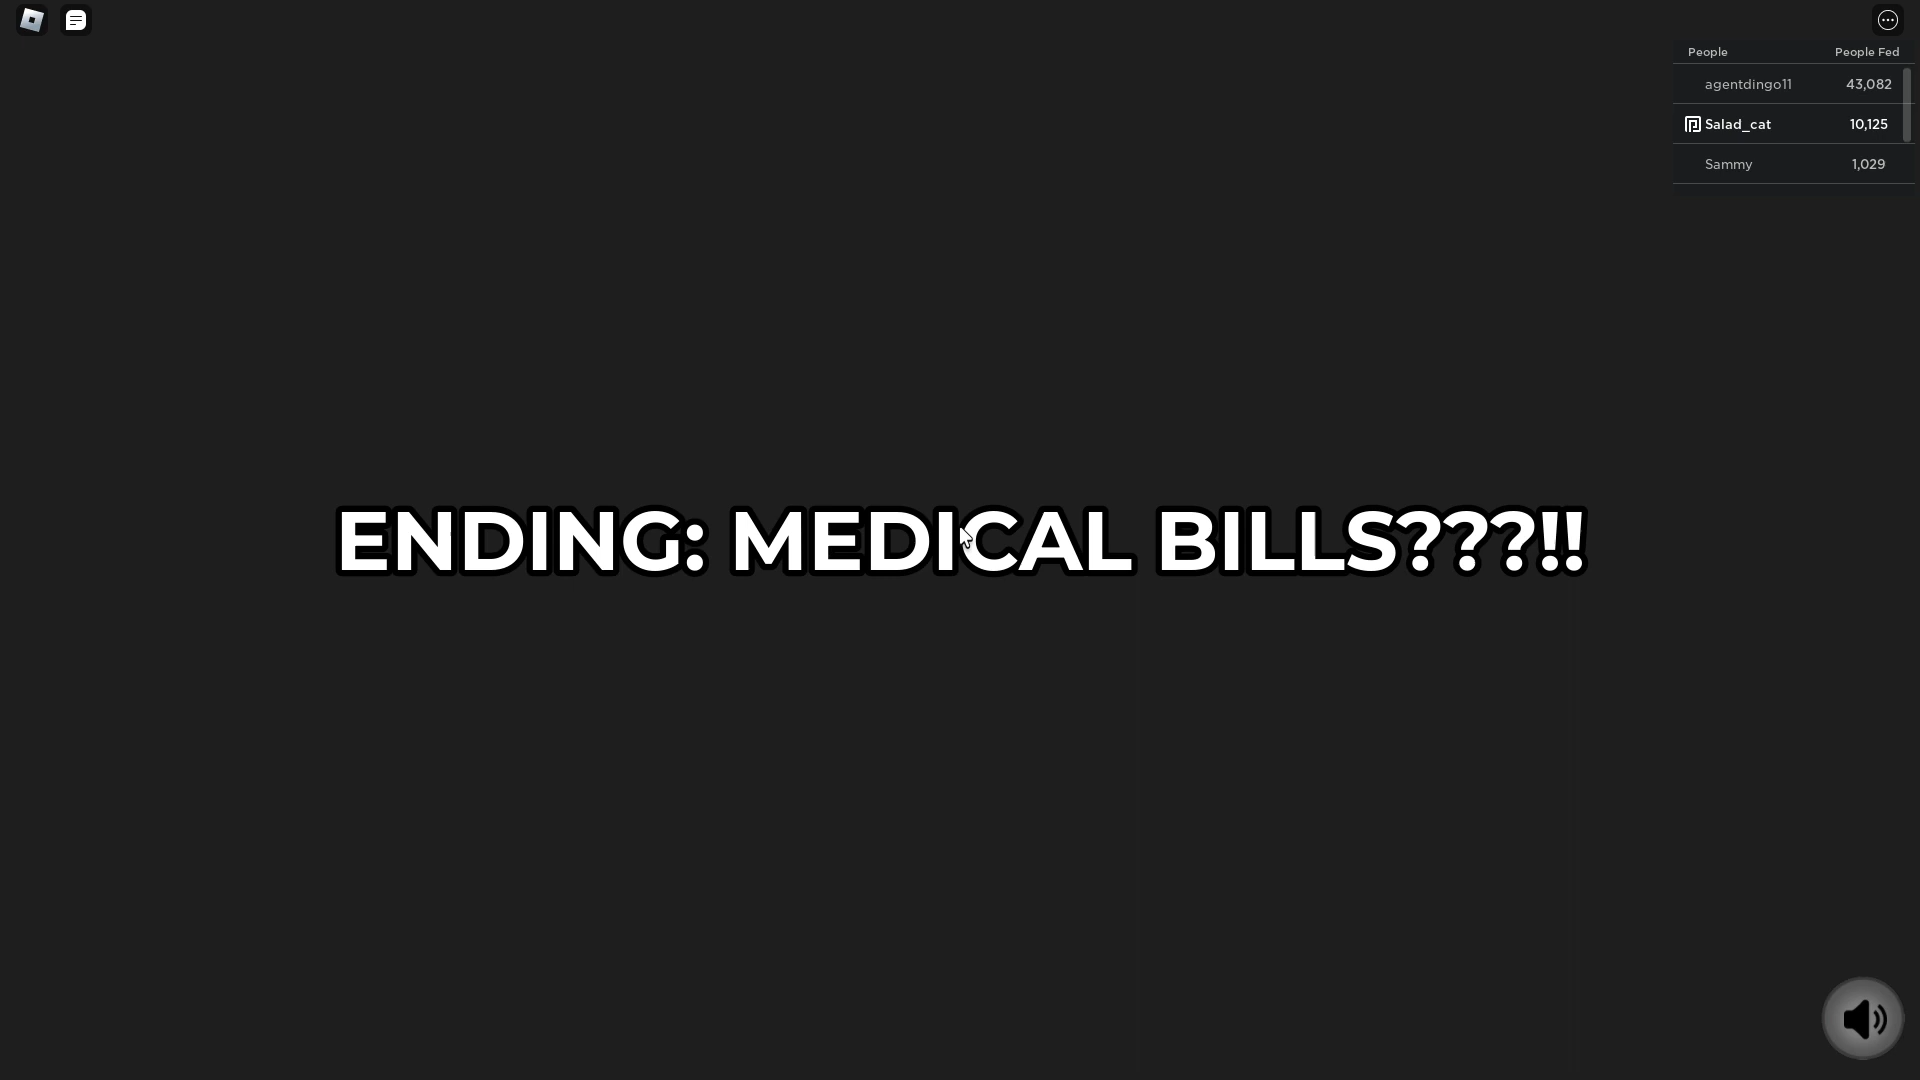 People People Fed
agentdingo11 43,082
Salad_cat 10,125
Sammy 1,029
ENDING: MEDICAL BILLS???!!